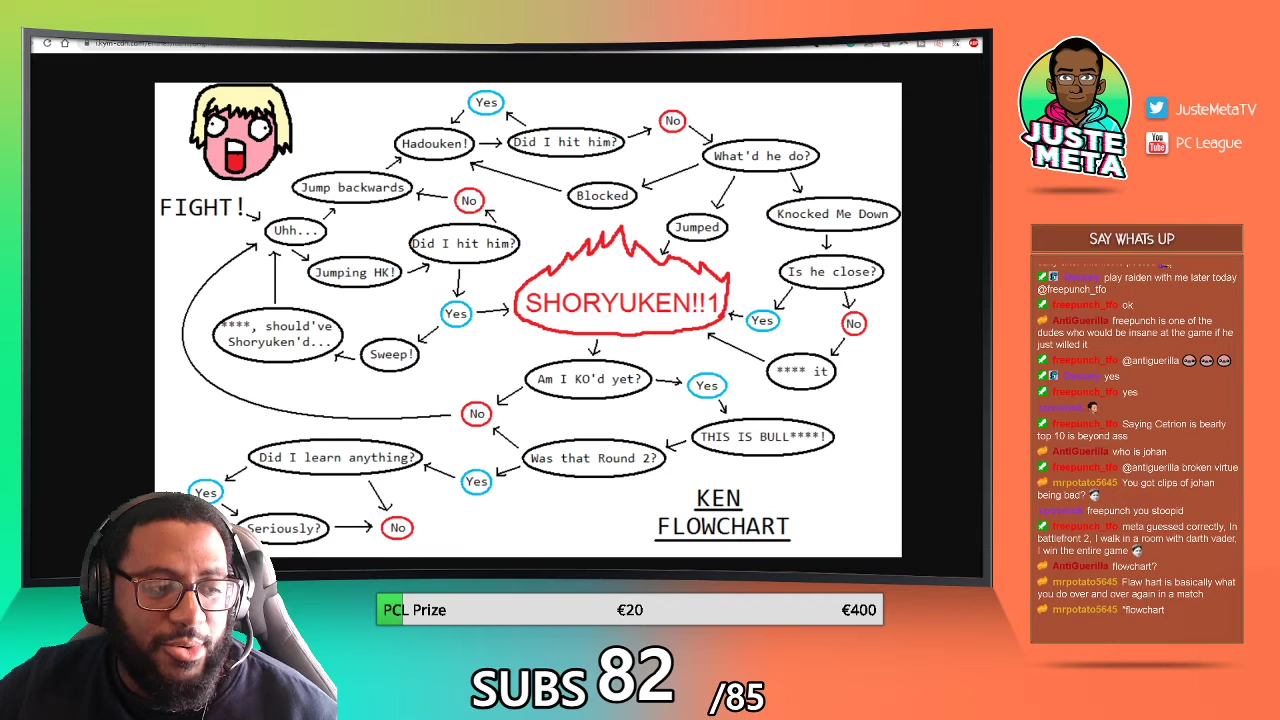 FIGHT!
Uhh...
Jump backwards
Hadouken!
Yes
Did I hit him?
No
What'd he do?
Blocked
Jumped
Knocked Me Down
Is he close?
Yes
No
**** it
Jumping HK!
Did I hit him?
No
Yes
Sweep!
****, should've
Shoryuken'd...
SHORYUKEN!!1
Am I KO'd yet?
Yes
No
THIS IS BULL****!
Was that Round 2?
Yes
Did I learn anything?
Yes
Seriously?
No
KEN
FLOWCHART
JUSTE
META
JusteMetaTV
You
Tube
PC League
SAY WHATs UP
play raiden with me later today
@freepunch_tfo
freepunch_tfo ok
AntiGuerilla freepunch is one of the
dudes who would be insane at the game if he
just willed it
freepunch_tfo @antiguerilla
yes
freepunch_tfo yes
freepunch_tfo Saying Cetrion is bearly
top 10 is beyond ass
AntiGuerilla who is johan
freepunch_tfo @antiguerilla broken virtue
mrpotato5645 You got clips of johan
being bad?
freepunch you stoopid
freepunch_tfo meta guessed correctly, In
battlefront 2, I walk in a room with darth vader,
I win the entire game
AntiGuerilla flowchart?
mrpotato5645 Flaw hart is basically what
you do over and over again in a match
mrpotato5645 *flowchart
PCL Prize €20 €400
SUBS 82 /85